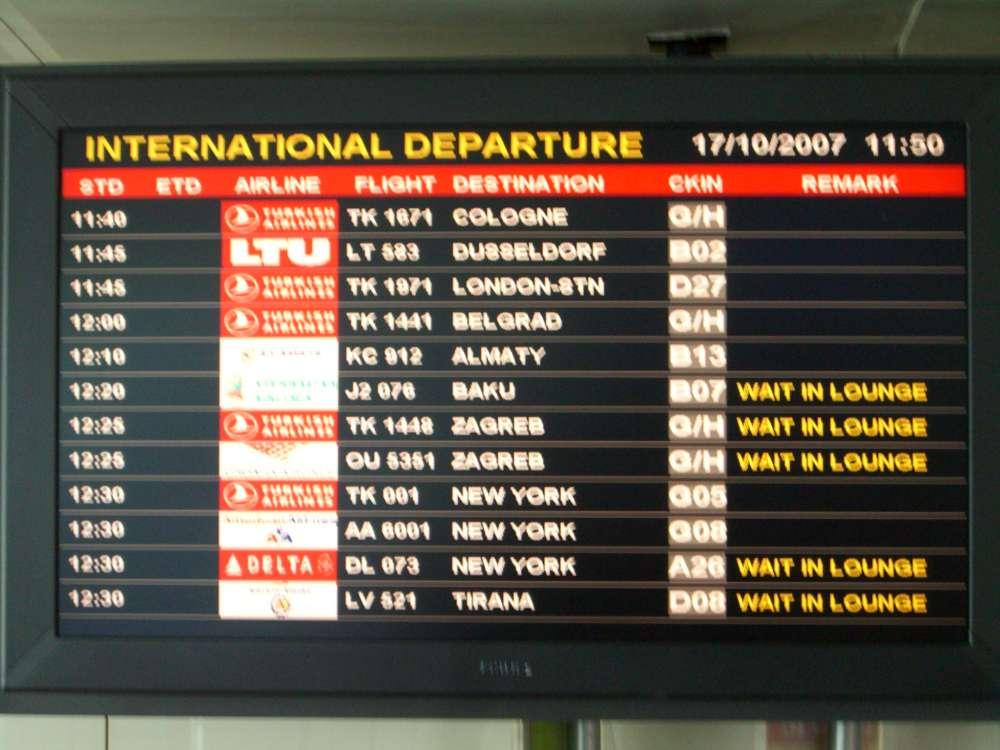 INTERNATIONAL DEPARTURE 17/10/2007 11:50
STD ETD AIRLINE FLIGHT DESTINATION CKIN REMARK
11:40 TURKISH AIRLINES TK 1671 COLOGNE G/H
11:45 LTU LT 583 DUSSELDORF B02
11:45 TURKISH AIRLINES TK 1971 LONDON-STN D27
12:00 TURKISH AIRLINES TK 1441 BELGRAD G/H
12:10 KC 912 ALMATY B13
12:20 J2 076 BAKU B07 WAIT IN LOUNGE
12:25 TURKISH AIRLINES TK 1448 ZAGREB G/H WAIT IN LOUNGE
12:25 OU 5351 ZAGREB G/H WAIT IN LOUNGE
12:30 TURKISH AIRLINES TK 001 NEW YORK G05
12:30 AA 6001 NEW YORK G08
12:30 DELTA DL 073 NEW YORK A26 WAIT IN LOUNGE
12:30 LV 521 TIRANA D08 WAIT IN LOUNGE